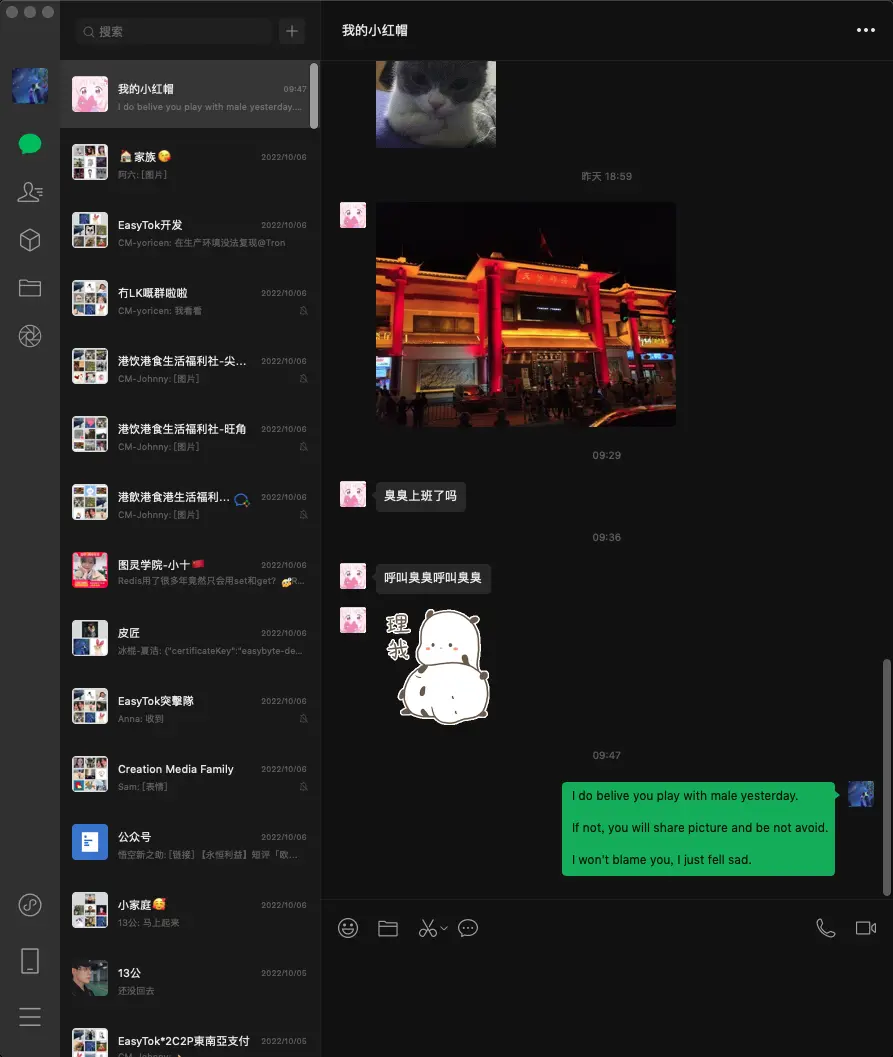 搜索
我的小红帽
09:47
I do belive you play with male yesterday....
🏠家族😘
2022/10/06
阿六: [图片]
EasyTok开发
2022/10/06
CM-yoricen: 在生产环境设法复现@Tron
冇LK嘅群啦啦
2022/10/06
CM-yoricen: 我看看
港饮港食生活福利社-尖...
2022/10/06
CM-Johnny: [图片]
港饮港食生活福利社-旺角
2022/10/06
CM-Johnny: [图片]
港飲港食港生活福利...
2022/10/06
CM-Johnny: [图片]
图灵学院-小十🇨🇳
2022/10/06
Redis用了很多年竟然只会用set和get? R...
皮匠
2022/10/06
冰棍-夏洁: {"certificateKey":"easybyte-de...
EasyTok突擊隊
2022/10/06
Anna: 收到
Creation Media Family
2022/10/06
Sam: [表情]
公众号
2022/10/06
悟空新之助: [链接] 【永恒利益】短评「欧...
小家庭🥰
2022/10/06
13公: 马上起来
13公
2022/10/05
还没回去
EasyTok*2C2P東南亞支付
2022/10/05
我的小红帽
昨天 18:59
09:29
臭臭上班了吗
09:36
呼叫臭臭呼叫臭臭
理
我
09:47
I do belive you play with male yesterday.
If not, you will share picture and be not avoid.
I won't blame you, I just fell sad.